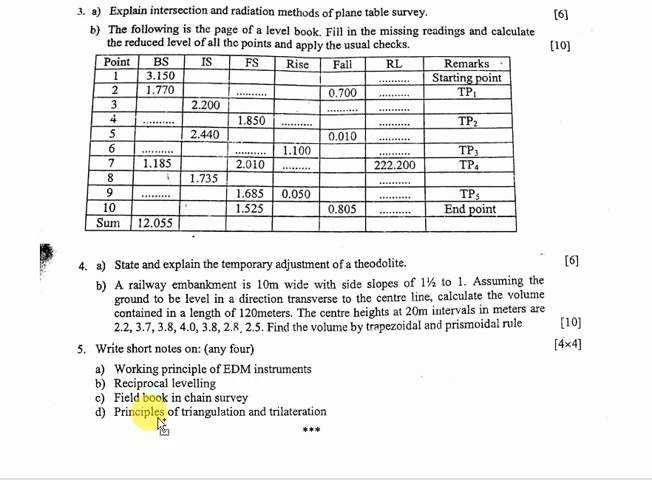 3. a) Explain intersection and radiation methods of plane table survey. [6]
b) The following is the page of a level book. Fill in the missing readings and calculate
the reduced level of all the points and apply the usual checks. [10]
Point BS IS FS Rise Fall RL Remarks
1 3.150 .......... Starting point
2 1.770 .......... 0.700 .......... TP1
3 2.200 .......... ..........
4 .......... 1.850 .......... .......... TP2
5 2.440 0.010 ..........
6 .......... .......... 1.100 .......... TP3
7 1.185 2.010 ......... 222.200 TP4
8 1.735 ..........
9 ......... 1.685 0.050 .......... TP5
10 1.525 0.805 .......... End point
Sum 12.055
4. a) State and explain the temporary adjustment of a theodolite. [6]
b) A railway embankment is 10m wide with side slopes of 1½ to 1. Assuming the
ground to be level in a direction transverse to the centre line, calculate the volume
contained in a length of 120meters. The centre heights at 20m intervals in meters are
2.2, 3.7, 3.8, 4.0, 3.8, 2.8, 2.5. Find the volume by trapezoidal and prismoidal rule [10]
5. Write short notes on: (any four) [4×4]
a) Working principle of EDM instruments
b) Reciprocal levelling
c) Field book in chain survey
d) Principles of triangulation and trilateration
***